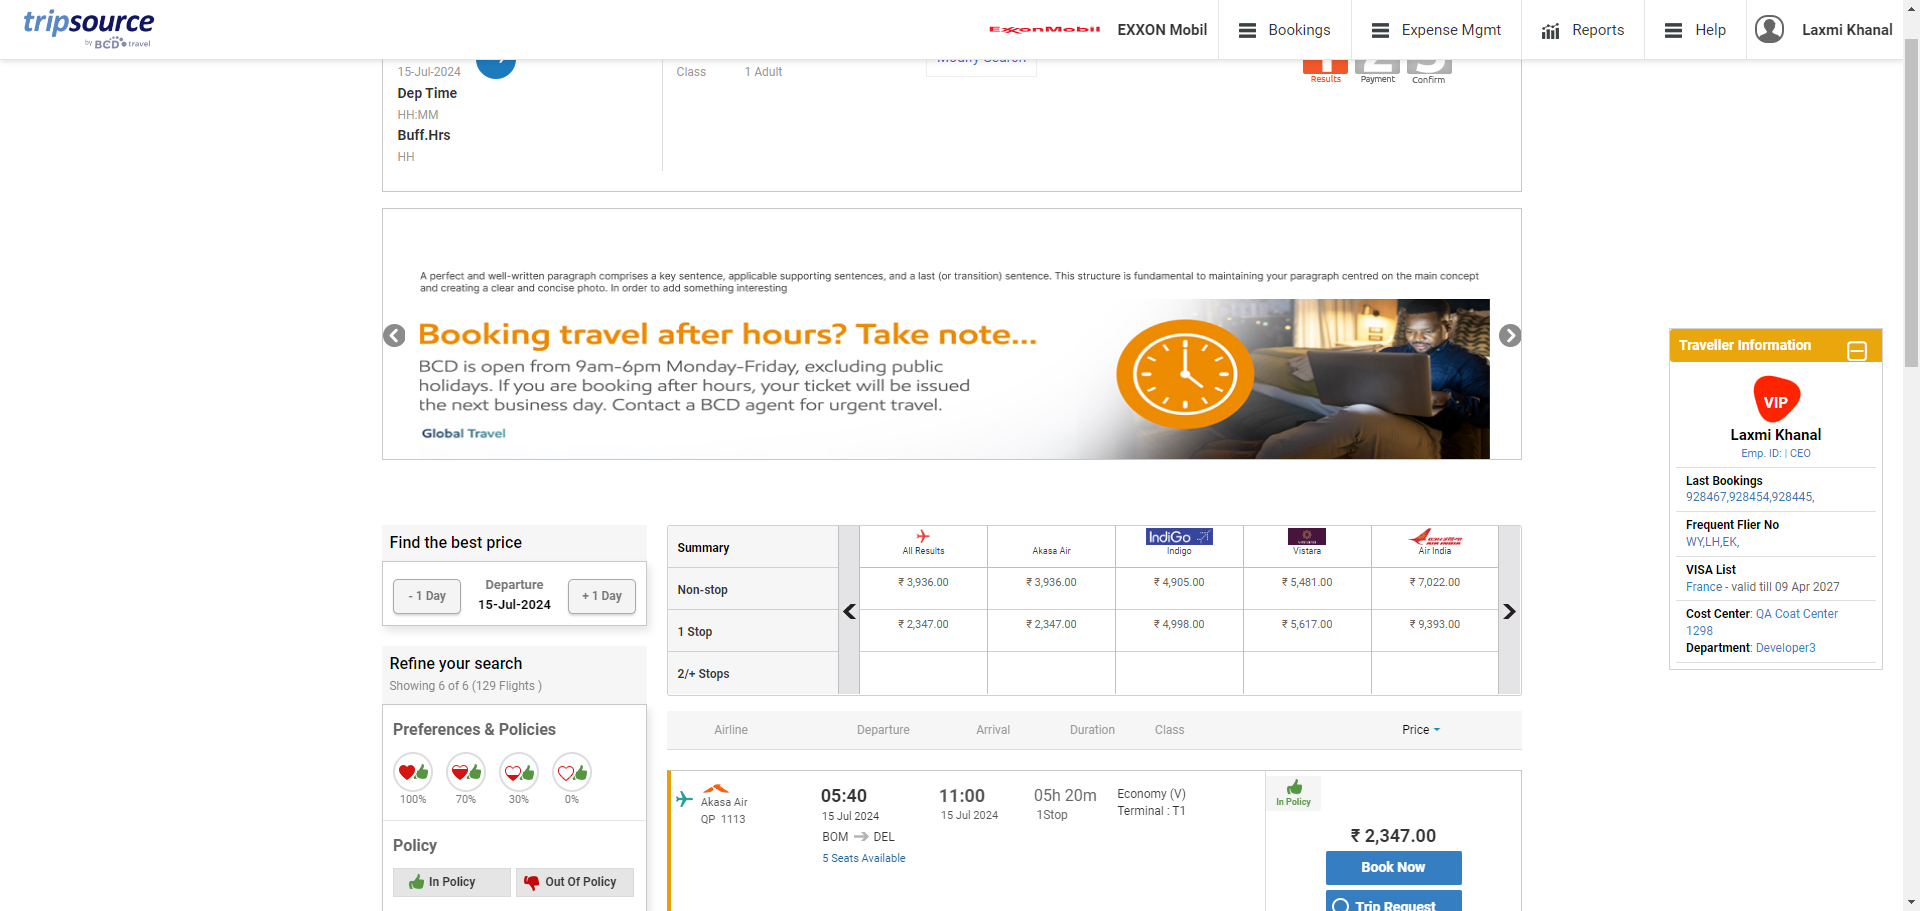 tripsource
by BCD travel
ExxonMobil
EXXON Mobil
Bookings
Expense Mgmt
Reports
Help
Laxmi Khanal
15-Jul-2024
Dep Time
HH:MM
Buff.Hrs
HH
Class
1 Adult
Modify Search
Results
Payment
Confirm
A perfect and well-written paragraph comprises a key sentence, applicable supporting sentences, and a last (or transition) sentence. This structure is fundamental to maintaining your paragraph centred on the main concept
and creating a clear and concise photo. In order to add something interesting
Booking travel after hours? Take note...
BCD is open from 9am-6pm Monday-Friday, excluding public
holidays. If you are booking after hours, your ticket will be issued
the next business day. Contact a BCD agent for urgent travel.
Global Travel
Traveller Information
VIP
Laxmi Khanal
Emp. ID: | CEO
Last Bookings
928467,928454,928445,
Frequent Flier No
WY,LH,EK,
VISA List
France - valid till 09 Apr 2027
Cost Center: QA Coat Center
1298
Department: Developer3
Find the best price
- 1 Day
Departure
15-Jul-2024
+ 1 Day
Refine your search
Showing 6 of 6 (129 Flights )
Preferences & Policies
100%
70%
30%
0%
Policy
In Policy
Out Of Policy
Summary
All Results
Akasa Air
IndiGo
Indigo
Vistara
Air India
Non-stop
₹ 3,936.00
₹ 3,936.00
₹ 4,905.00
₹ 5,481.00
₹ 7,022.00
1 Stop
₹ 2,347.00
₹ 2,347.00
₹ 4,998.00
₹ 5,617.00
₹ 9,393.00
2/+ Stops
Airline
Departure
Arrival
Duration
Class
Price
Akasa Air
QP 1113
05:40
15 Jul 2024
BOM
DEL
5 Seats Available
11:00
15 Jul 2024
05h 20m
1Stop
Economy (V)
Terminal : T1
In Policy
₹ 2,347.00
Book Now
Trip Request